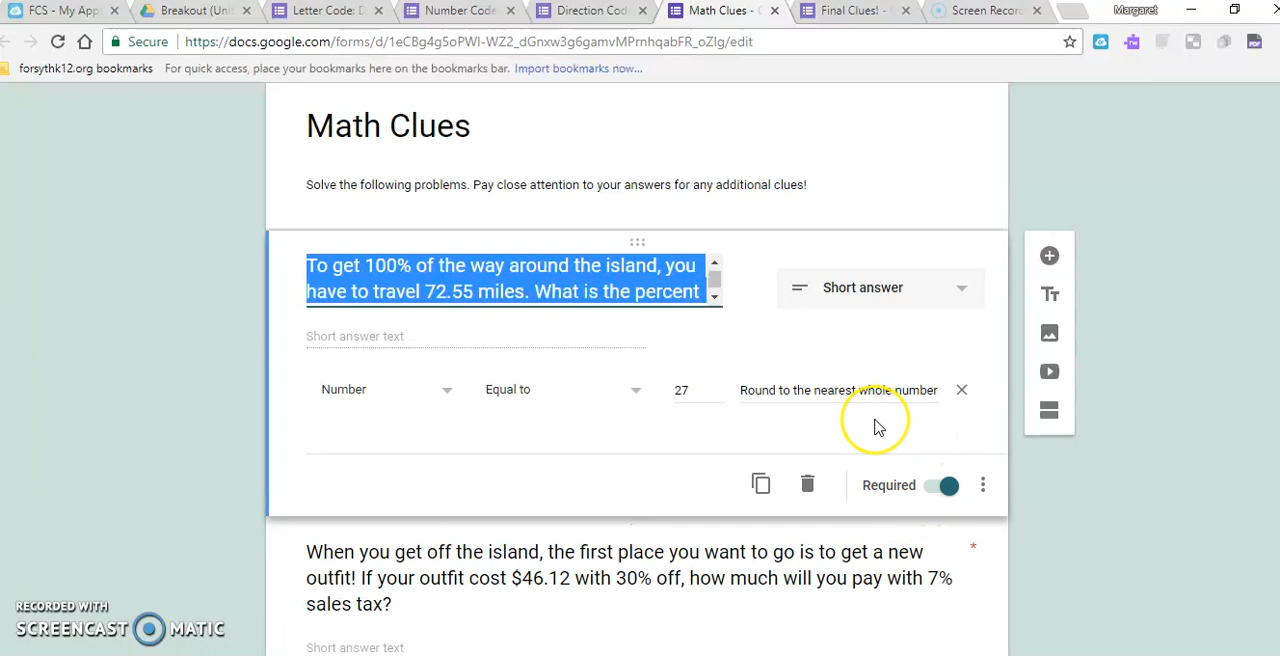 FCS - My App
Breakout (Unit
Letter Code: D
Number Code
Direction Cod
Math Clues - G
Final Clues! -
Screen Record
Margaret
Secure
https://docs.google.com/forms/d/1eCBg4g5oPWI-WZ2_dGnxw3g6gamvMPrnhqabFR_oZIg/edit
forsythk12.org bookmarks
For quick access, place your bookmarks here on the bookmarks bar. Import bookmarks now...
Math Clues
Solve the following problems. Pay close attention to your answers for any additional clues!
To get 100% of the way around the island, you
have to travel 72.55 miles. What is the percent
Short answer
Short answer text
Number
Equal to
27
Round to the nearest whole number
Required
When you get off the island, the first place you want to go is to get a new
outfit! If your outfit cost $46.12 with 30% off, how much will you pay with 7%
sales tax?
*
Short answer text
RECORDED WITH
SCREENCAST MATIC